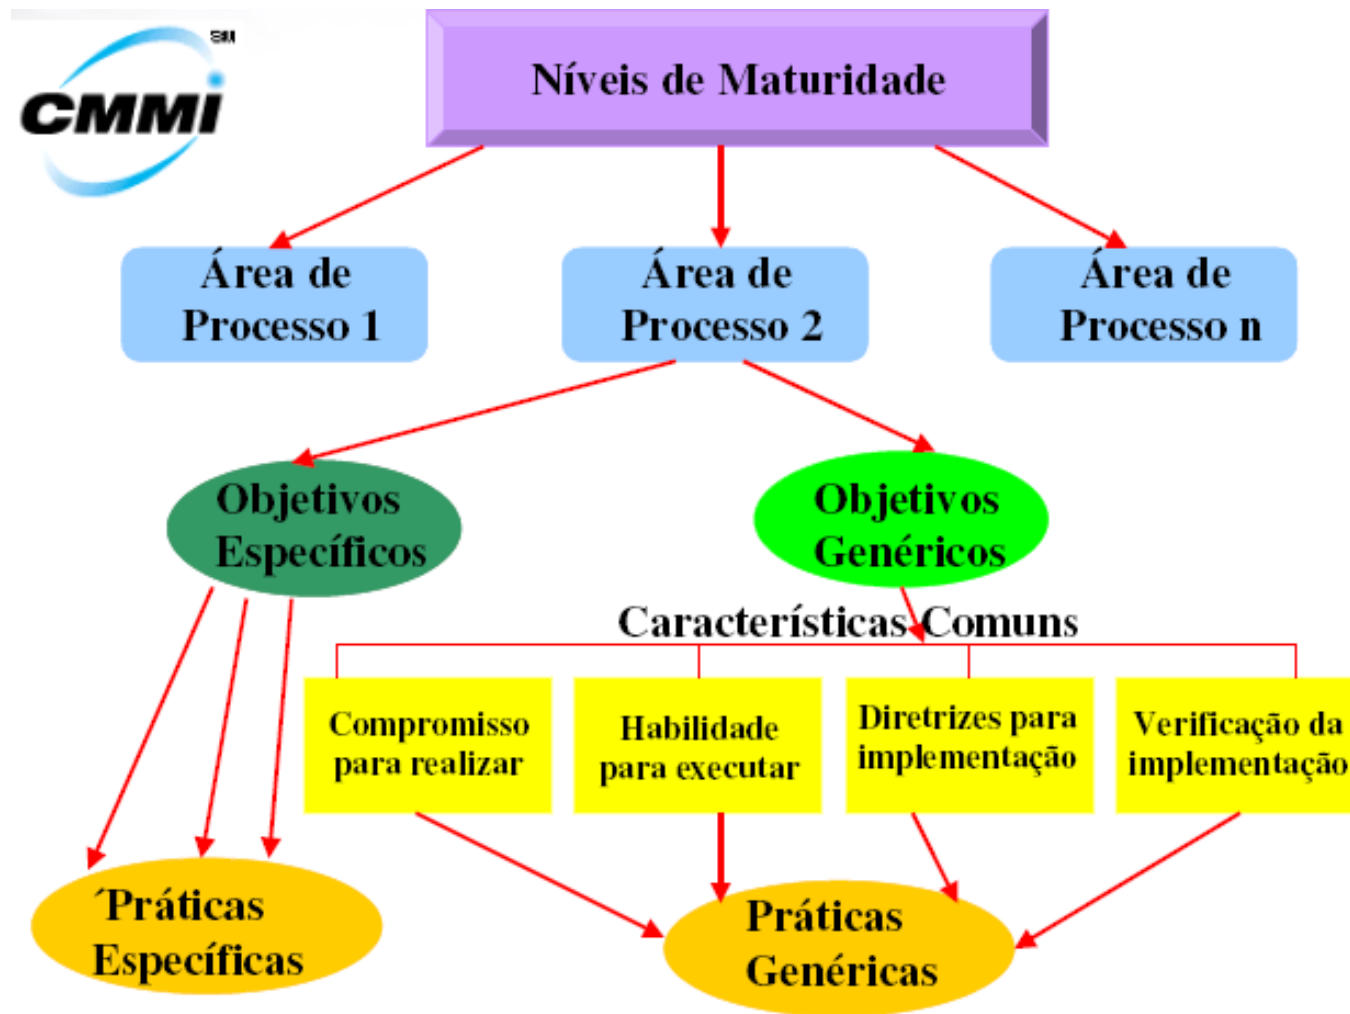 SM
CMMI
Níveis de Maturidade
Área de
Processo 1
Área de
Processo 2
Área de
Processo n
Objetivos
Específicos
Objetivos
Genéricos
Características Comuns
Compromisso
para realizar
Habilidade
para executar
Diretrizes para
implementação
Verificação da
implementação
´Práticas
Específicas
Práticas
Genéricas